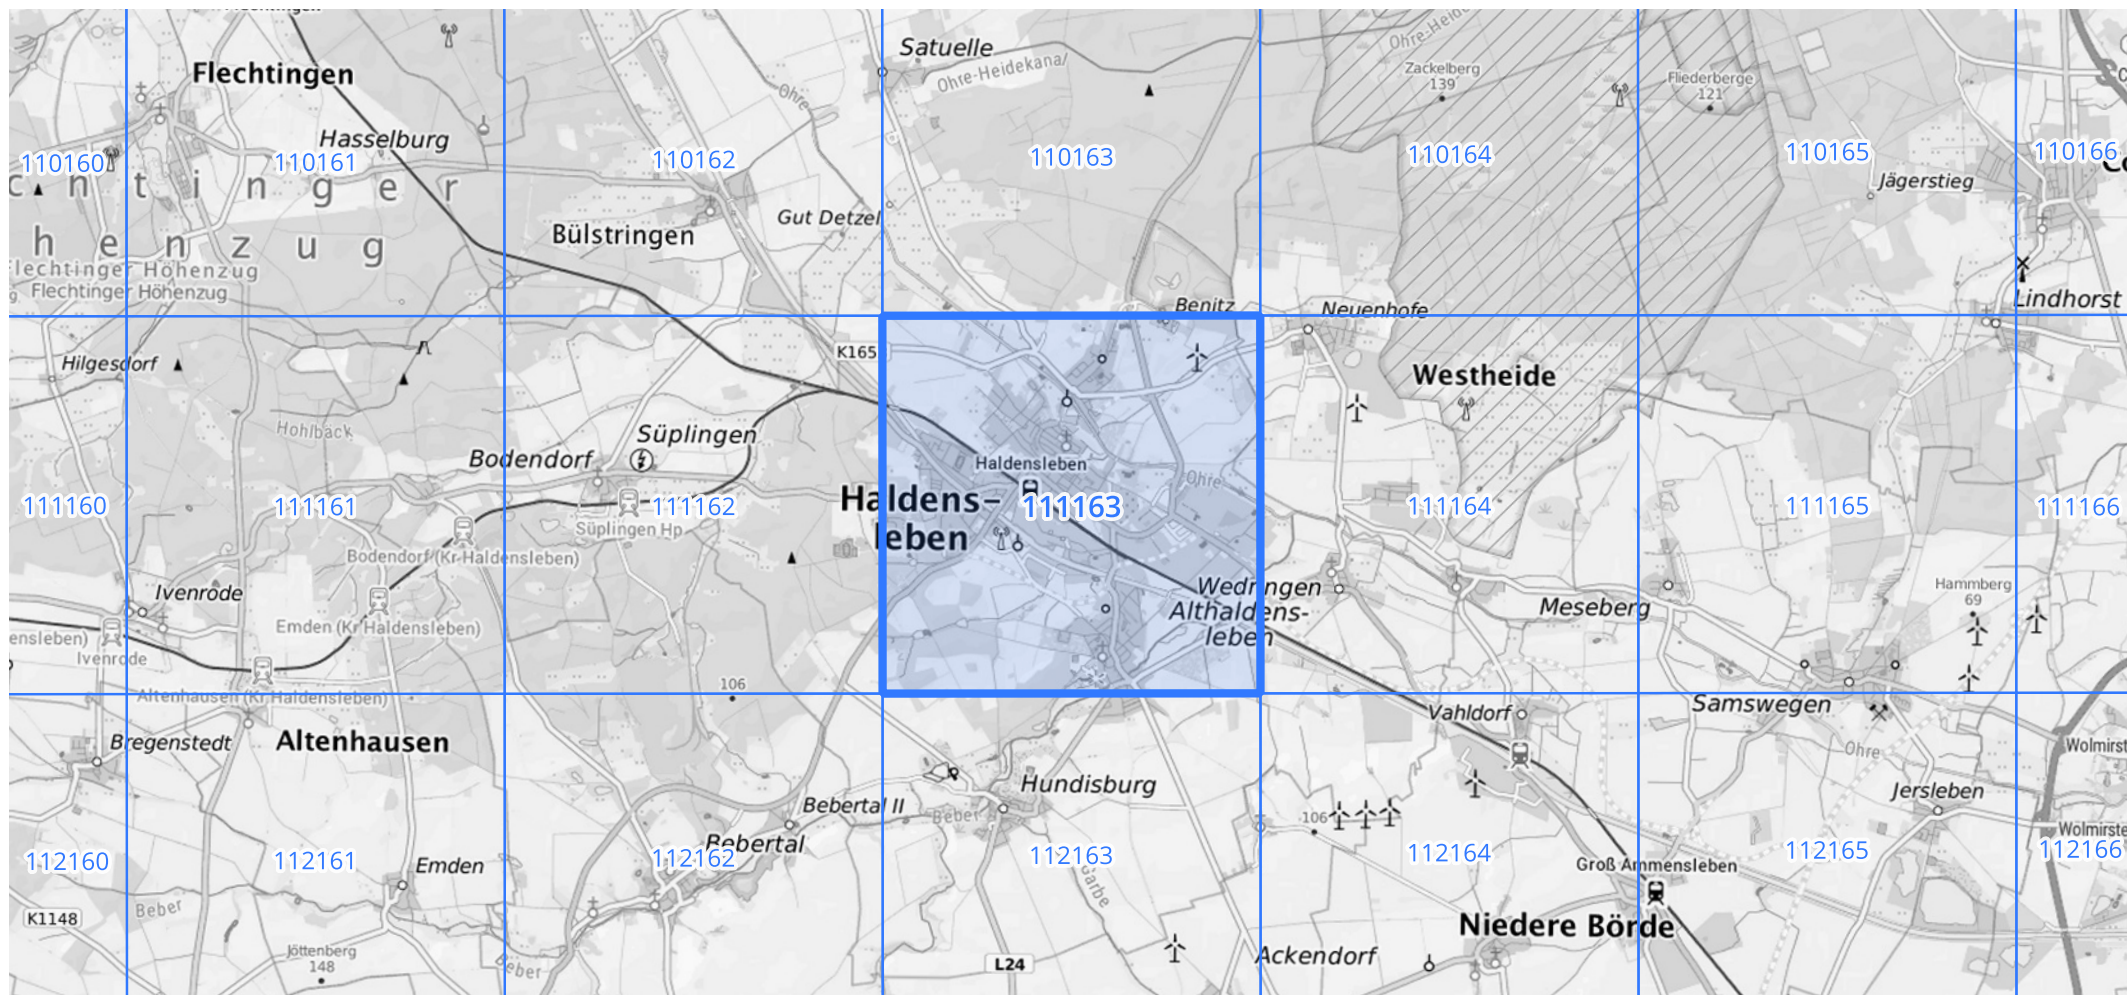 Satuelle
Ohre-Heidekanal
Flechtingen
Zackelberg
139
Fliederberge
121
Ohre
Hasselburg
110160
110161
110162
110163
110164
110165
110166
n t i n g e r
h e n z u g
Jägerstieg
Gut Detzel
Bülstringen
Flechtinger Höhenzug
Flechtinger Höhenzug
Benitz
Neuenhofe
Lindhorst
Hilgesdorf
K165
Westheide
Hohlbäck
Süplingen
Bodendorf
Haldensleben
Ohre
Haldens-
leben
111160
111161
111162
111163
111164
111165
111166
Süplingen Hp
Bodendorf (Kr Haldensleben)
Ivenrode
Wedringen
Althaldens-
leben
Meseberg
Hammberg
69
Emden (Kr Haldensleben)
ensleben)
Ivenrode
106
Altenhausen (Kr Haldensleben)
Vahldorf
Samswegen
Bregenstedt
Altenhausen
Ohre
Wolmirst
Hundisburg
Bebertal II
Beber
Jersleben
106
Wolmirste
Bebertal
112160
112161
112162
112163
112164
112165
112166
Emden
Groß Ammensleben
Garbe
Beber
K1148
Niedere Börde
Jöttenberg
148
Beber
L24
Ackendorf